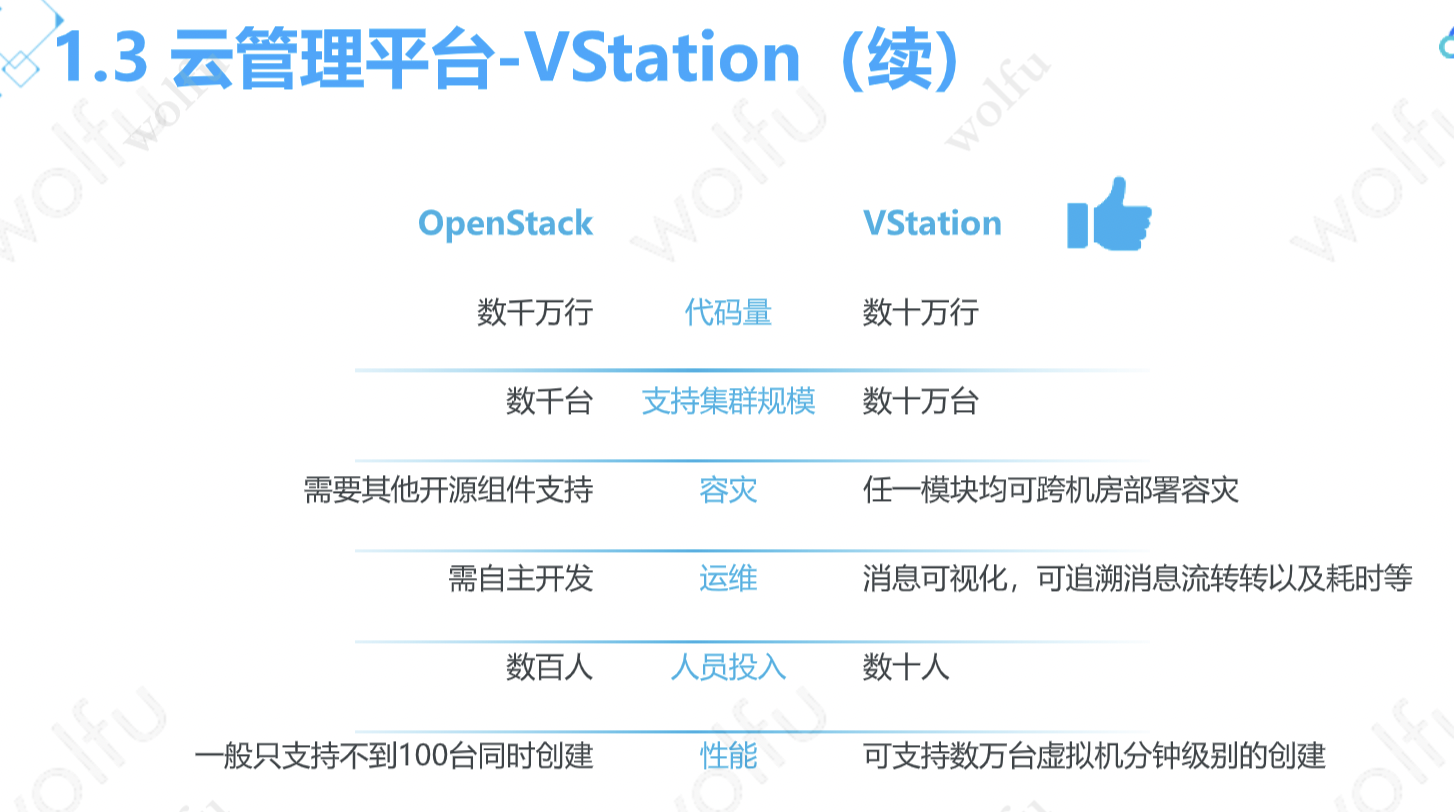 1.3 云管理平台-VStation（续）
OpenStack VStation
数千万行 代码量 数十万行
数千台 支持集群规模 数十万台
需要其他开源组件支持 容灾 任一模块均可跨机房部署容灾
需自主开发 运维 消息可视化，可追溯消息流转转以及耗时等
数百人 人员投入 数十人
一般只支持不到100台同时创建 性能 可支持数万台虚拟机分钟级别的创建
wolfu
wolfu
wolfu
wolfu
wolfu
wolfu
wolfu